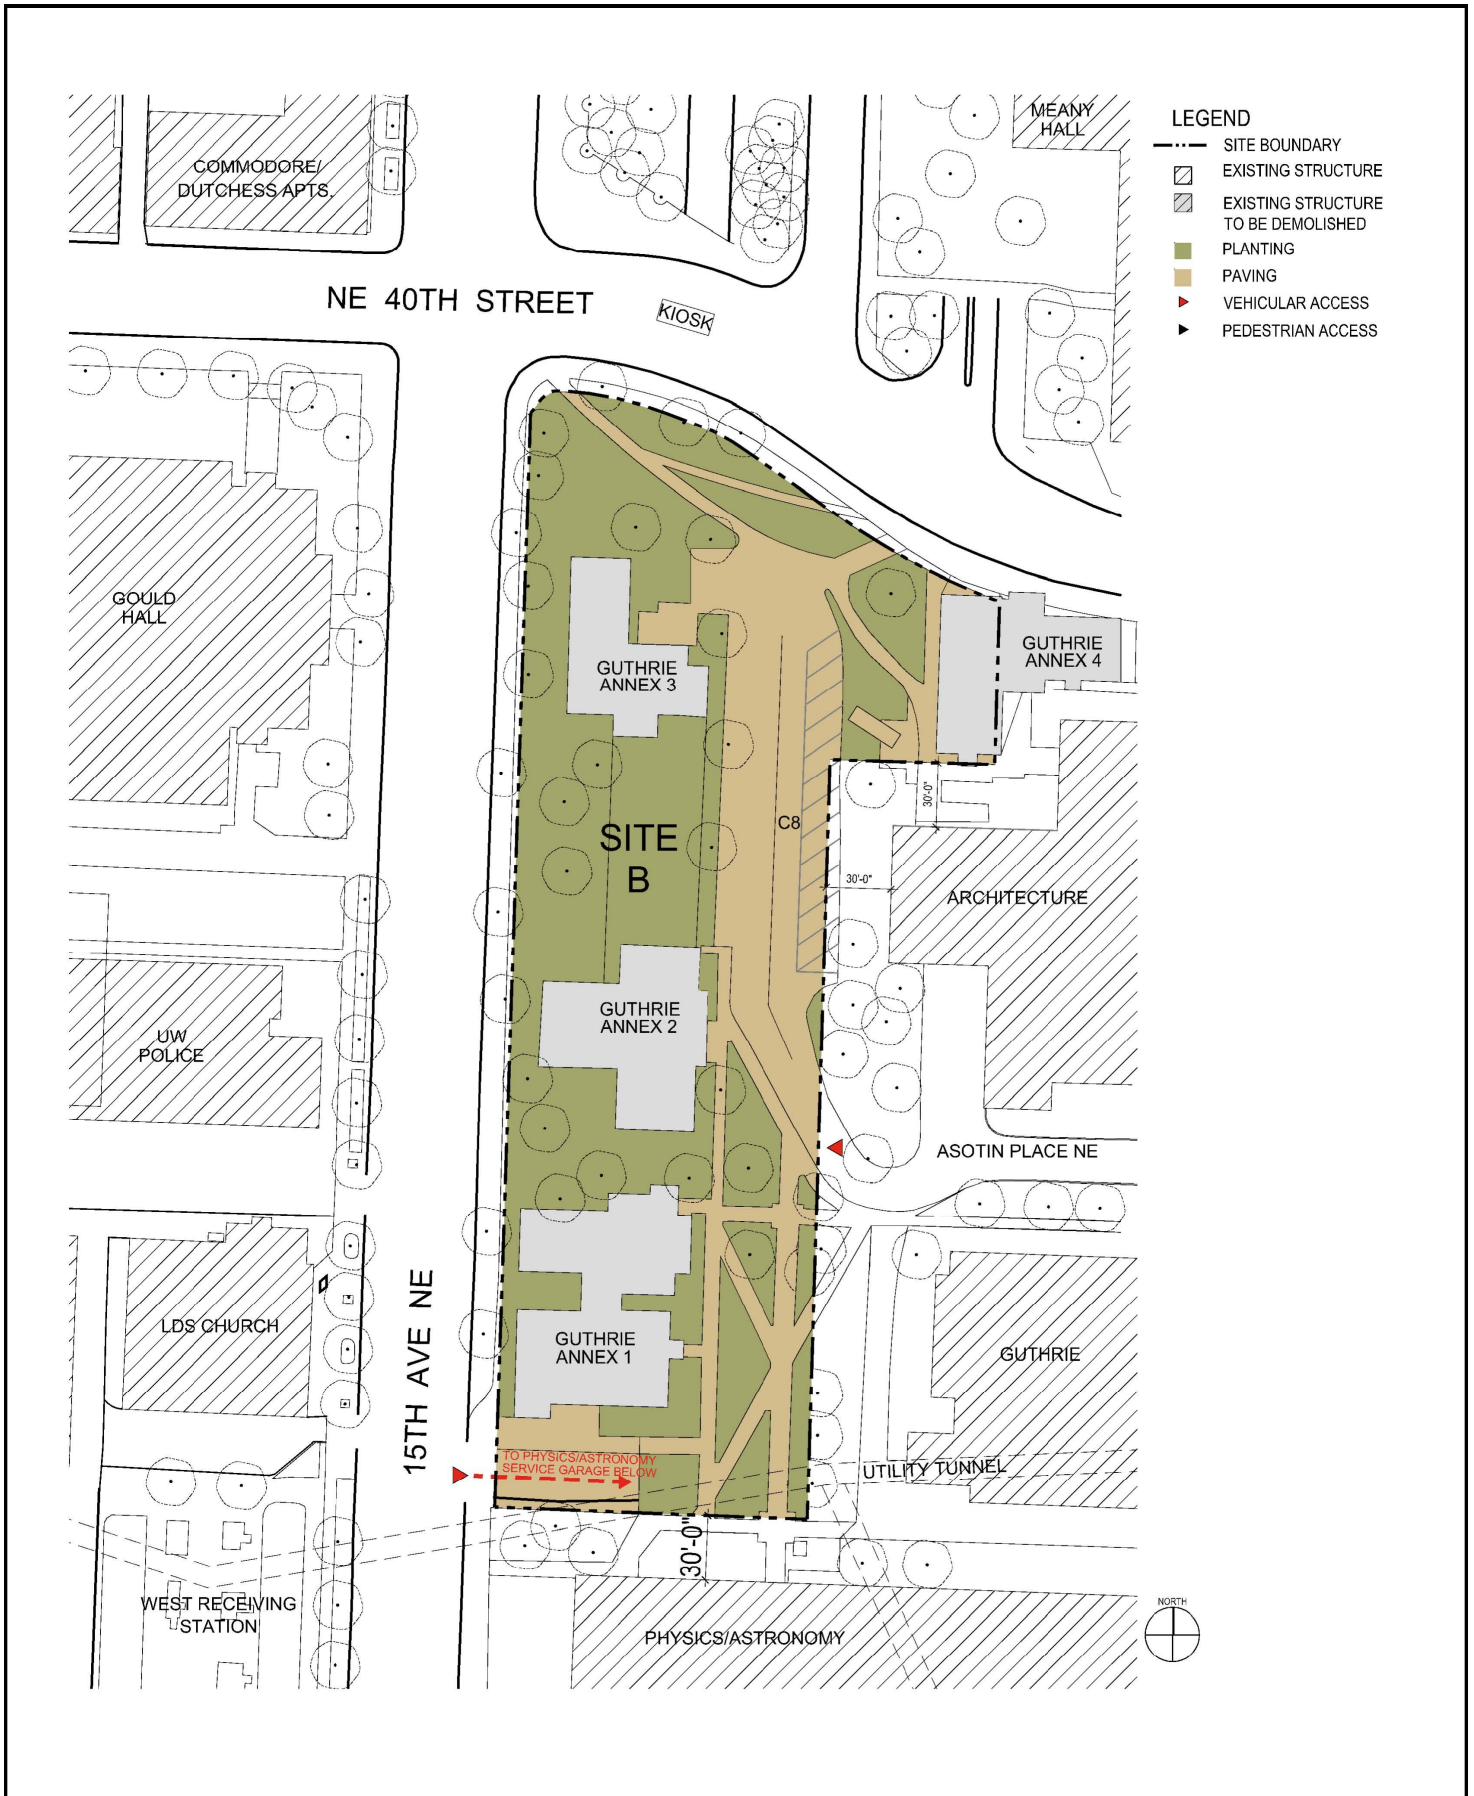 MEANY
HALL
LEGEND
SITE BOUNDARY
EXISTING STRUCTURE
EXISTING STRUCTURE
TO BE DEMOLISHED
PLANTING
PAVING
VEHICULAR ACCESS
PEDESTRIAN ACCESS
COMMODORE/
DUTCHESS APTS.
NE 40TH STREET
KIOSK
GOULD
HALL
GUTHRIE
ANNEX 3
GUTHRIE
ANNEX 4
30'-0"
SITE
B
C8
30'-0"
ARCHITECTURE
GUTHRIE
ANNEX 2
UW
POLICE
ASOTIN PLACE NE
LDS CHURCH
15TH AVE NE
GUTHRIE
ANNEX 1
GUTHRIE
TO PHYSICS/ASTRONOMY
SERVICE GARAGE BELOW
UTILITY TUNNEL
30'-0"
WEST RECEIVING
STATION
PHYSICS/ASTRONOMY
NORTH